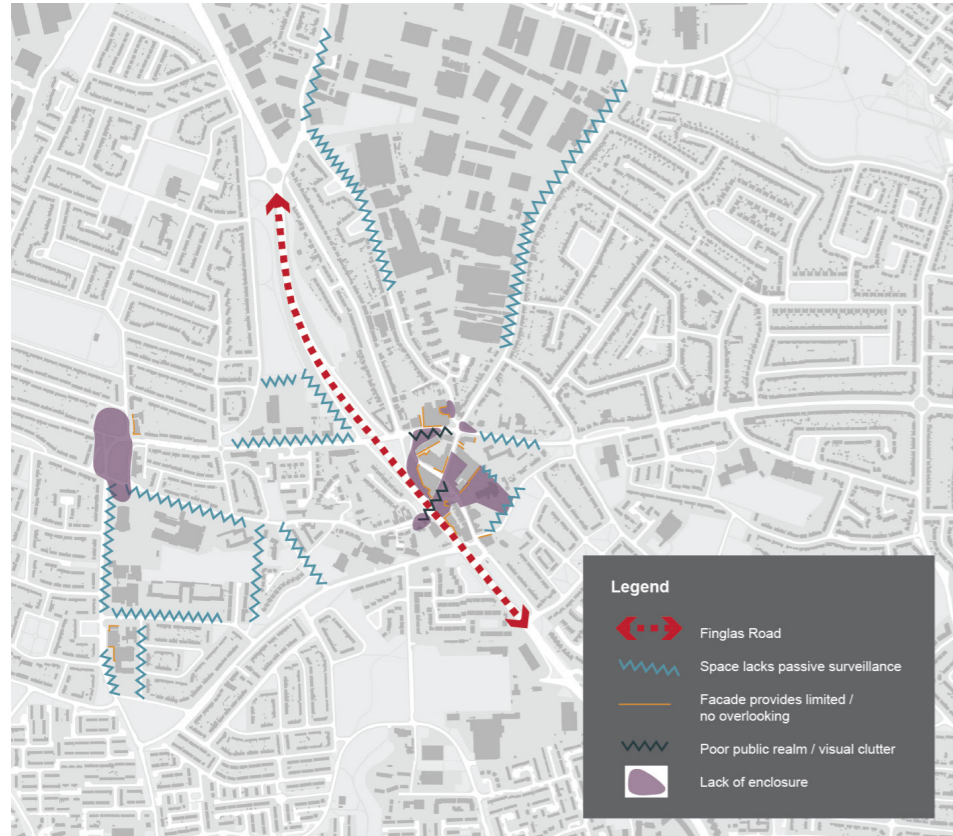 Legend
Finglas Road
Space lacks passive surveillance
Facade provides limited /
no overlooking
Poor public realm / visual clutter
Lack of enclosure